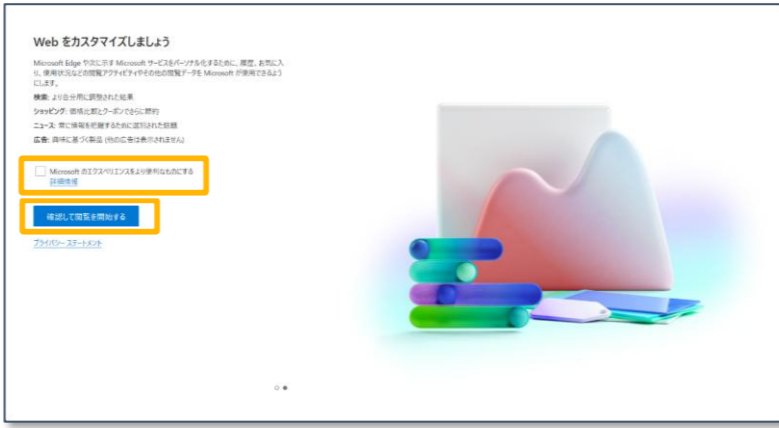 Web をカスタマイズしましょう
Microsoft Edge や次に示す Microsoft サービスをパーソナル化するために、履歴、お気に入
り、使用状況などの閲覧アクティビティやその他の閲覧データを Microsoft が使用できるよう
にします。
検索: より自分用に調整された結果
ショッピング: 価格比較とクーポンでさらに節約
ニュース: 常に情報を把握するために選別された話題
広告: 興味に基づく製品 (他の広告は表示されません)
Microsoft のエクスペリエンスをより便利なものにする
詳細情報
確認して閲覧を開始する
プライバシー ステートメント